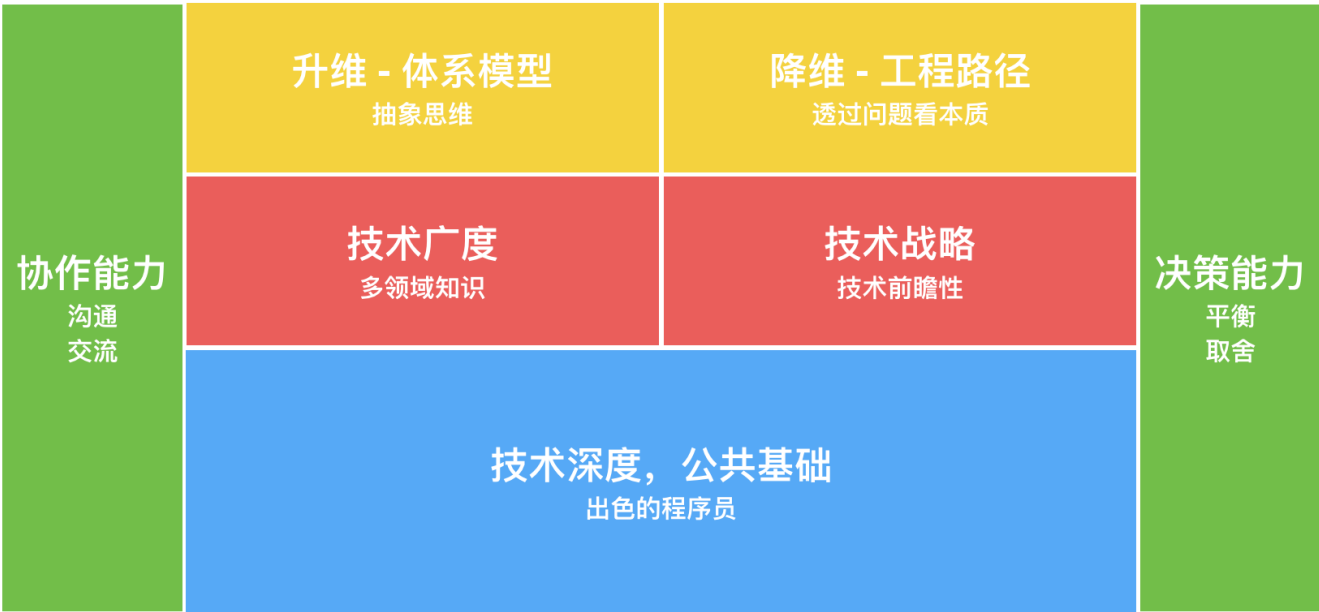 协作能力
沟通
交流
升维 - 体系模型
抽象思维
降维 - 工程路径
透过问题看本质
技术广度
多领域知识
技术战略
技术前瞻性
技术深度，公共基础
出色的程序员
决策能力
平衡
取舍